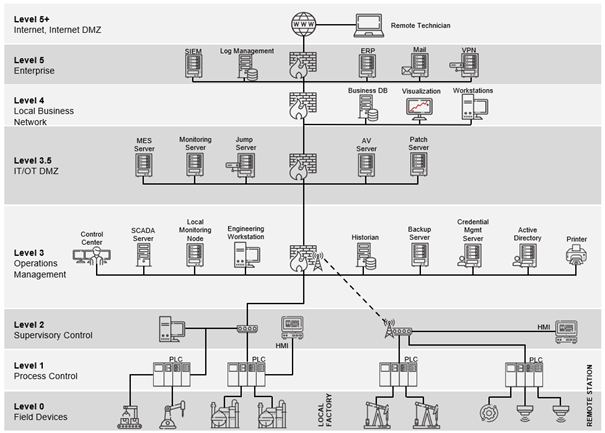 Level 5+
Internet, Internet DMZ
WWW
Remote Technician
Level 5
Enterprise
SIEM
Log Management
ERP
Mail
VPN
Level 4
Local Business
Network
Business DB
Visualization
Workstations
Level 3.5
IT/OT DMZ
MES
Server
Monitoring
Server
Jump
Server
AV
Server
Patch
Server
Level 3
Operations
Management
Control
Center
SCADA
Server
Local
Monitoring
Node
Engineering
Workstation
Historian
Backup
Server
Credential
Mgmt
Server
Active
Directory
Printer
Level 2
Supervisory Control
HMI
HMI
Level 1
Process Control
PLC
PLC
PLC
PLC
Level 0
Field Devices
LOCAL
FACTORY
REMOTE STATION